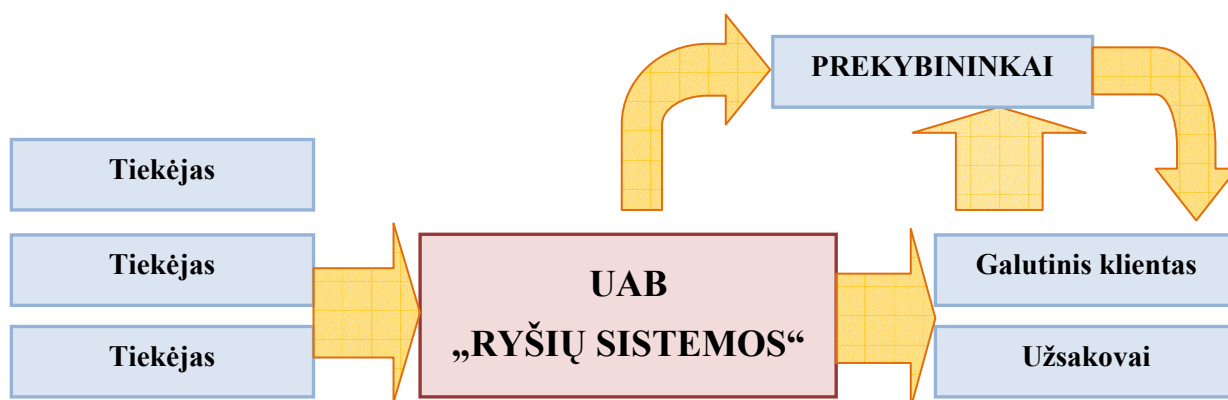 PREKYBININKAI
Tiekėjas
Tiekėjas
Tiekėjas
UAB
„RYŠIŲ SISTEMOS“
Galutinis klientas
Užsakovai